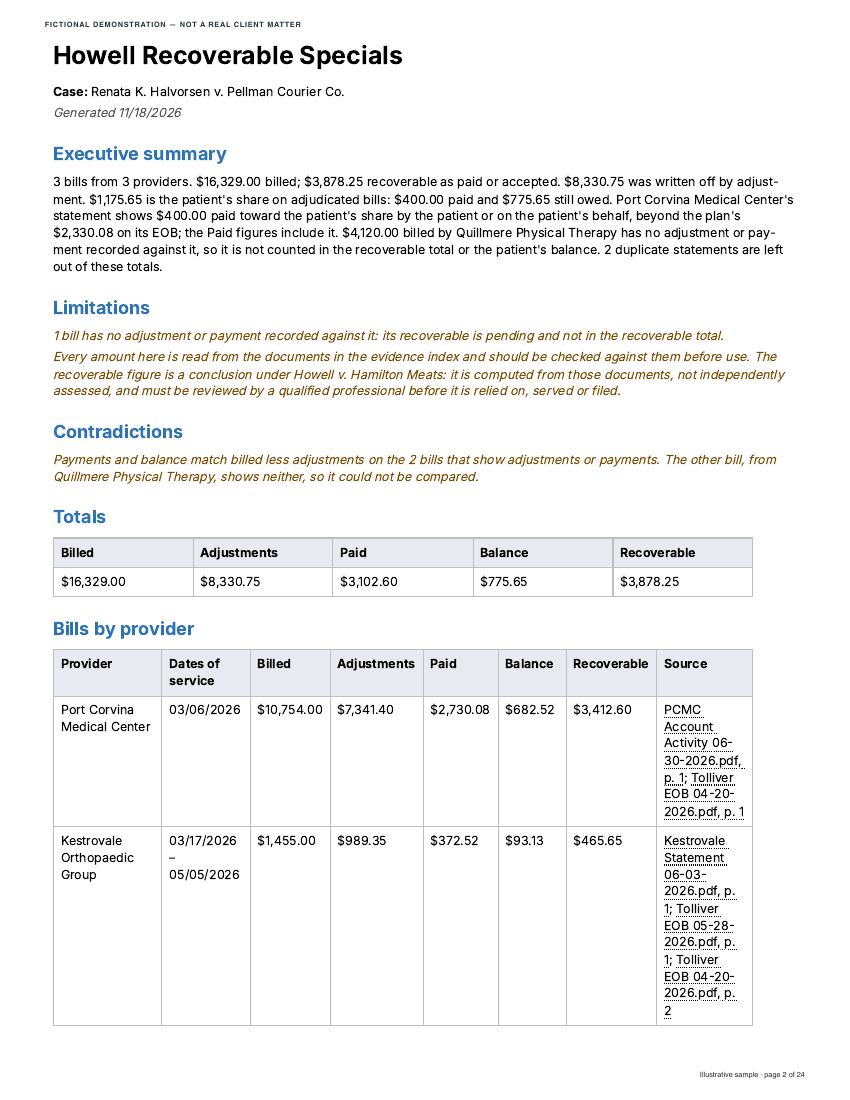 FICTIONAL DEMONSTRATION — NOT A REAL CLIENT MATTER
Howell Recoverable Specials
Case: Renata K. Halvorsen v. Pellman Courier Co.
Generated 11/18/2026
Executive summary
3 bills from 3 providers. $16,329.00 billed; $3,878.25 recoverable as paid or accepted. $8,330.75 was written off by adjust-
ment. $1,175.65 is the patient's share on adjudicated bills: $400.00 paid and $775.65 still owed. Port Corvina Medical Center's
statement shows $400.00 paid toward the patient's share by the patient or on the patient's behalf, beyond the plan's
$2,330.08 on its EOB; the Paid figures include it. $4,120.00 billed by Quillmere Physical Therapy has no adjustment or pay-
ment recorded against it, so it is not counted in the recoverable total or the patient's balance. 2 duplicate statements are left
out of these totals.
Limitations
1 bill has no adjustment or payment recorded against it: its recoverable is pending and not in the recoverable total.
Every amount here is read from the documents in the evidence index and should be checked against them before use. The
recoverable figure is a conclusion under Howell v. Hamilton Meats: it is computed from those documents, not independently
assessed, and must be reviewed by a qualified professional before it is relied on, served or filed.
Contradictions
Payments and balance match billed less adjustments on the 2 bills that show adjustments or payments. The other bill, from
Quillmere Physical Therapy, shows neither, so it could not be compared.
Totals
Billed Adjustments Paid Balance Recoverable
$16,329.00 $8,330.75 $3,102.60 $775.65 $3,878.25
Bills by provider
Provider Dates of service Billed Adjustments Paid Balance Recoverable Source
Port Corvina Medical Center 03/06/2026 $10,754.00 $7,341.40 $2,730.08 $682.52 $3,412.60 PCMC
Account
Activity 06-
30-2026.pdf,
p. 1; Tolliver
EOB 04-20-
2026.pdf, p. 1
Kestrovale Orthopaedic Group 03/17/2026 – 05/05/2026 $1,455.00 $989.35 $372.52 $93.13 $465.65 Kestrovale
Statement
06-03-
2026.pdf, p.
1; Tolliver
EOB 05-28-
2026.pdf, p.
1; Tolliver
EOB 04-20-
2026.pdf, p.
2
Illustrative sample · page 2 of 24